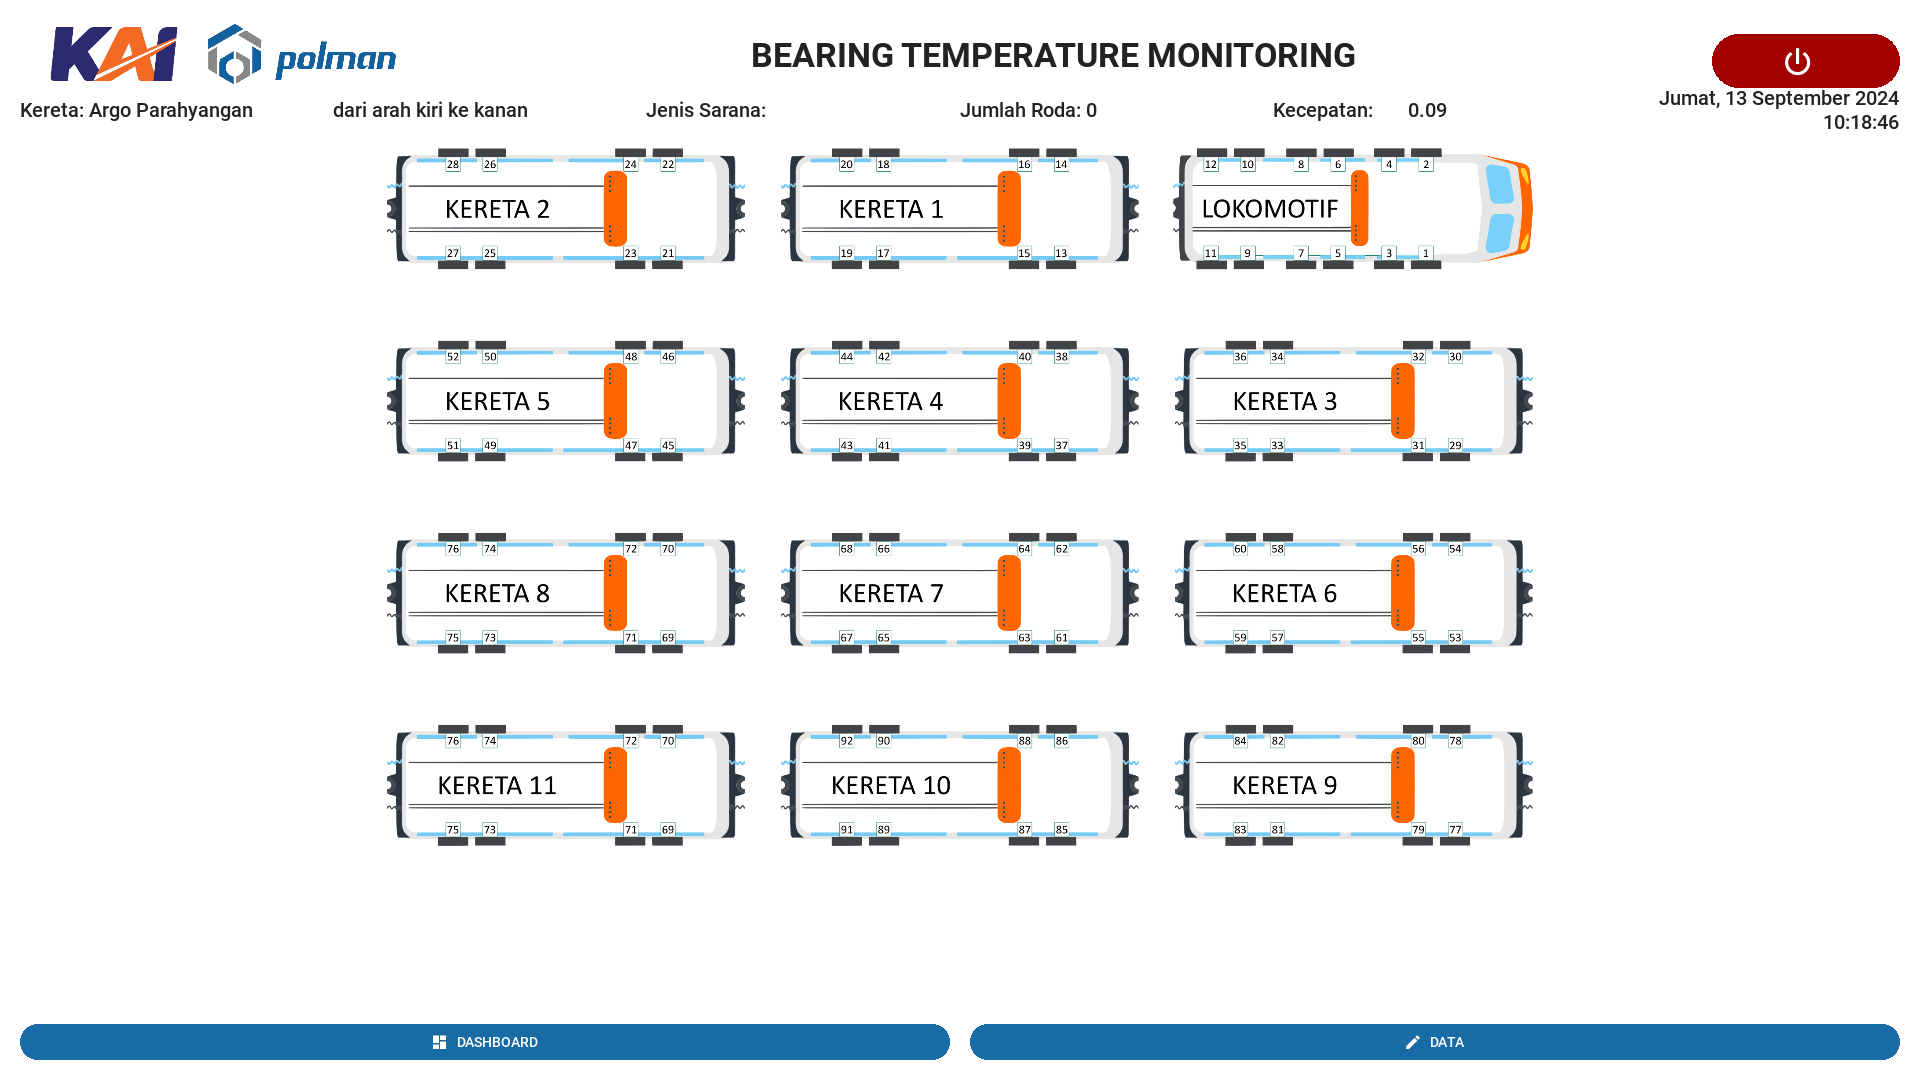 KAI polman
BEARING TEMPERATURE MONITORING
Kereta: Argo Parahyangan dari arah kiri ke kanan Jenis Sarana: Jumlah Roda: 0 Kecepatan: 0.09 Jumat, 13 September 2024
10:18:46
28 26 24 22 20 18 16 14 12 10 8 6 4 2
KERETA 2 KERETA 1 LOKOMOTIF
27 25 23 21 19 17 15 13 11 9 7 5 3 1
52 50 48 46 44 42 40 38 36 34 32 30
KERETA 5 KERETA 4 KERETA 3
51 49 47 45 43 41 39 37 35 33 31 29
76 74 72 70 68 66 64 62 60 58 56 54
KERETA 8 KERETA 7 KERETA 6
75 73 71 69 67 65 63 61 59 57 55 53
76 74 72 70 92 90 88 86 84 82 80 78
KERETA 11 KERETA 10 KERETA 9
75 73 71 69 91 89 87 85 83 81 79 77
DASHBOARD DATA